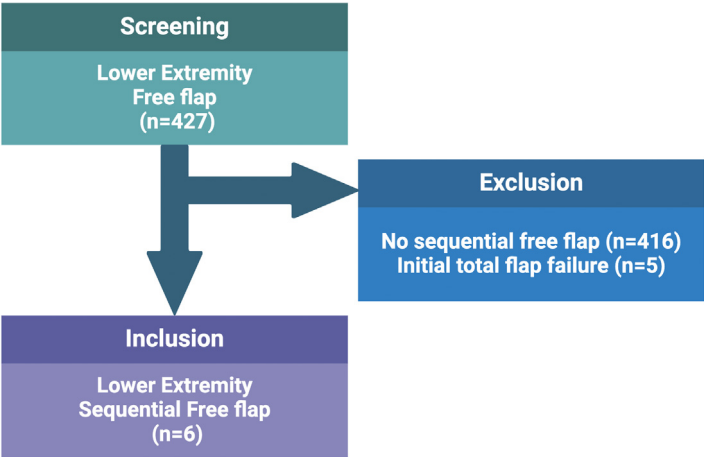 Screening
Lower Extremity
Free flap
(n=427)
Exclusion
No sequential free flap (n=416)
Initial total flap failure (n=5)
Inclusion
Lower Extremity
Sequential Free flap
(n=6)